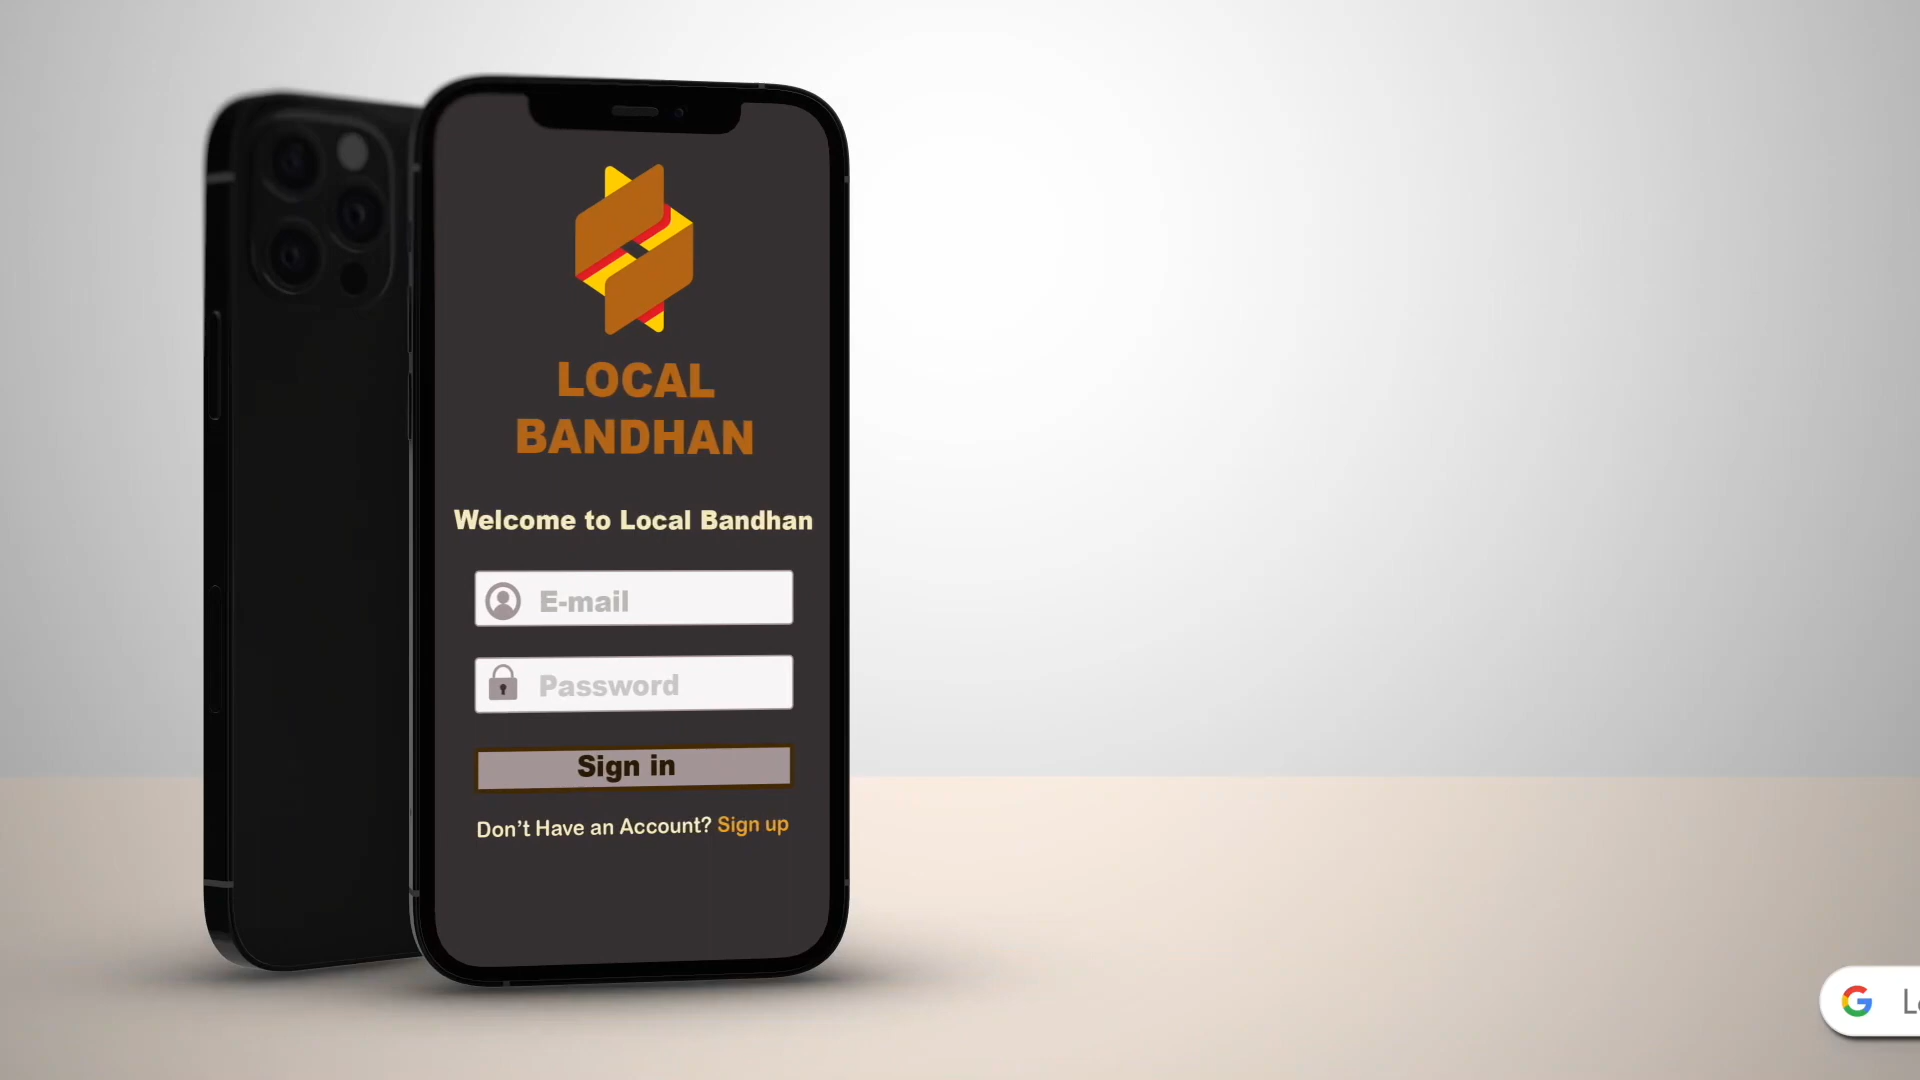 LOCAL
BANDHAN
Welcome to Local Bandhan
E-mail
Password
Sign in
Don’t Have an Account? Sign up